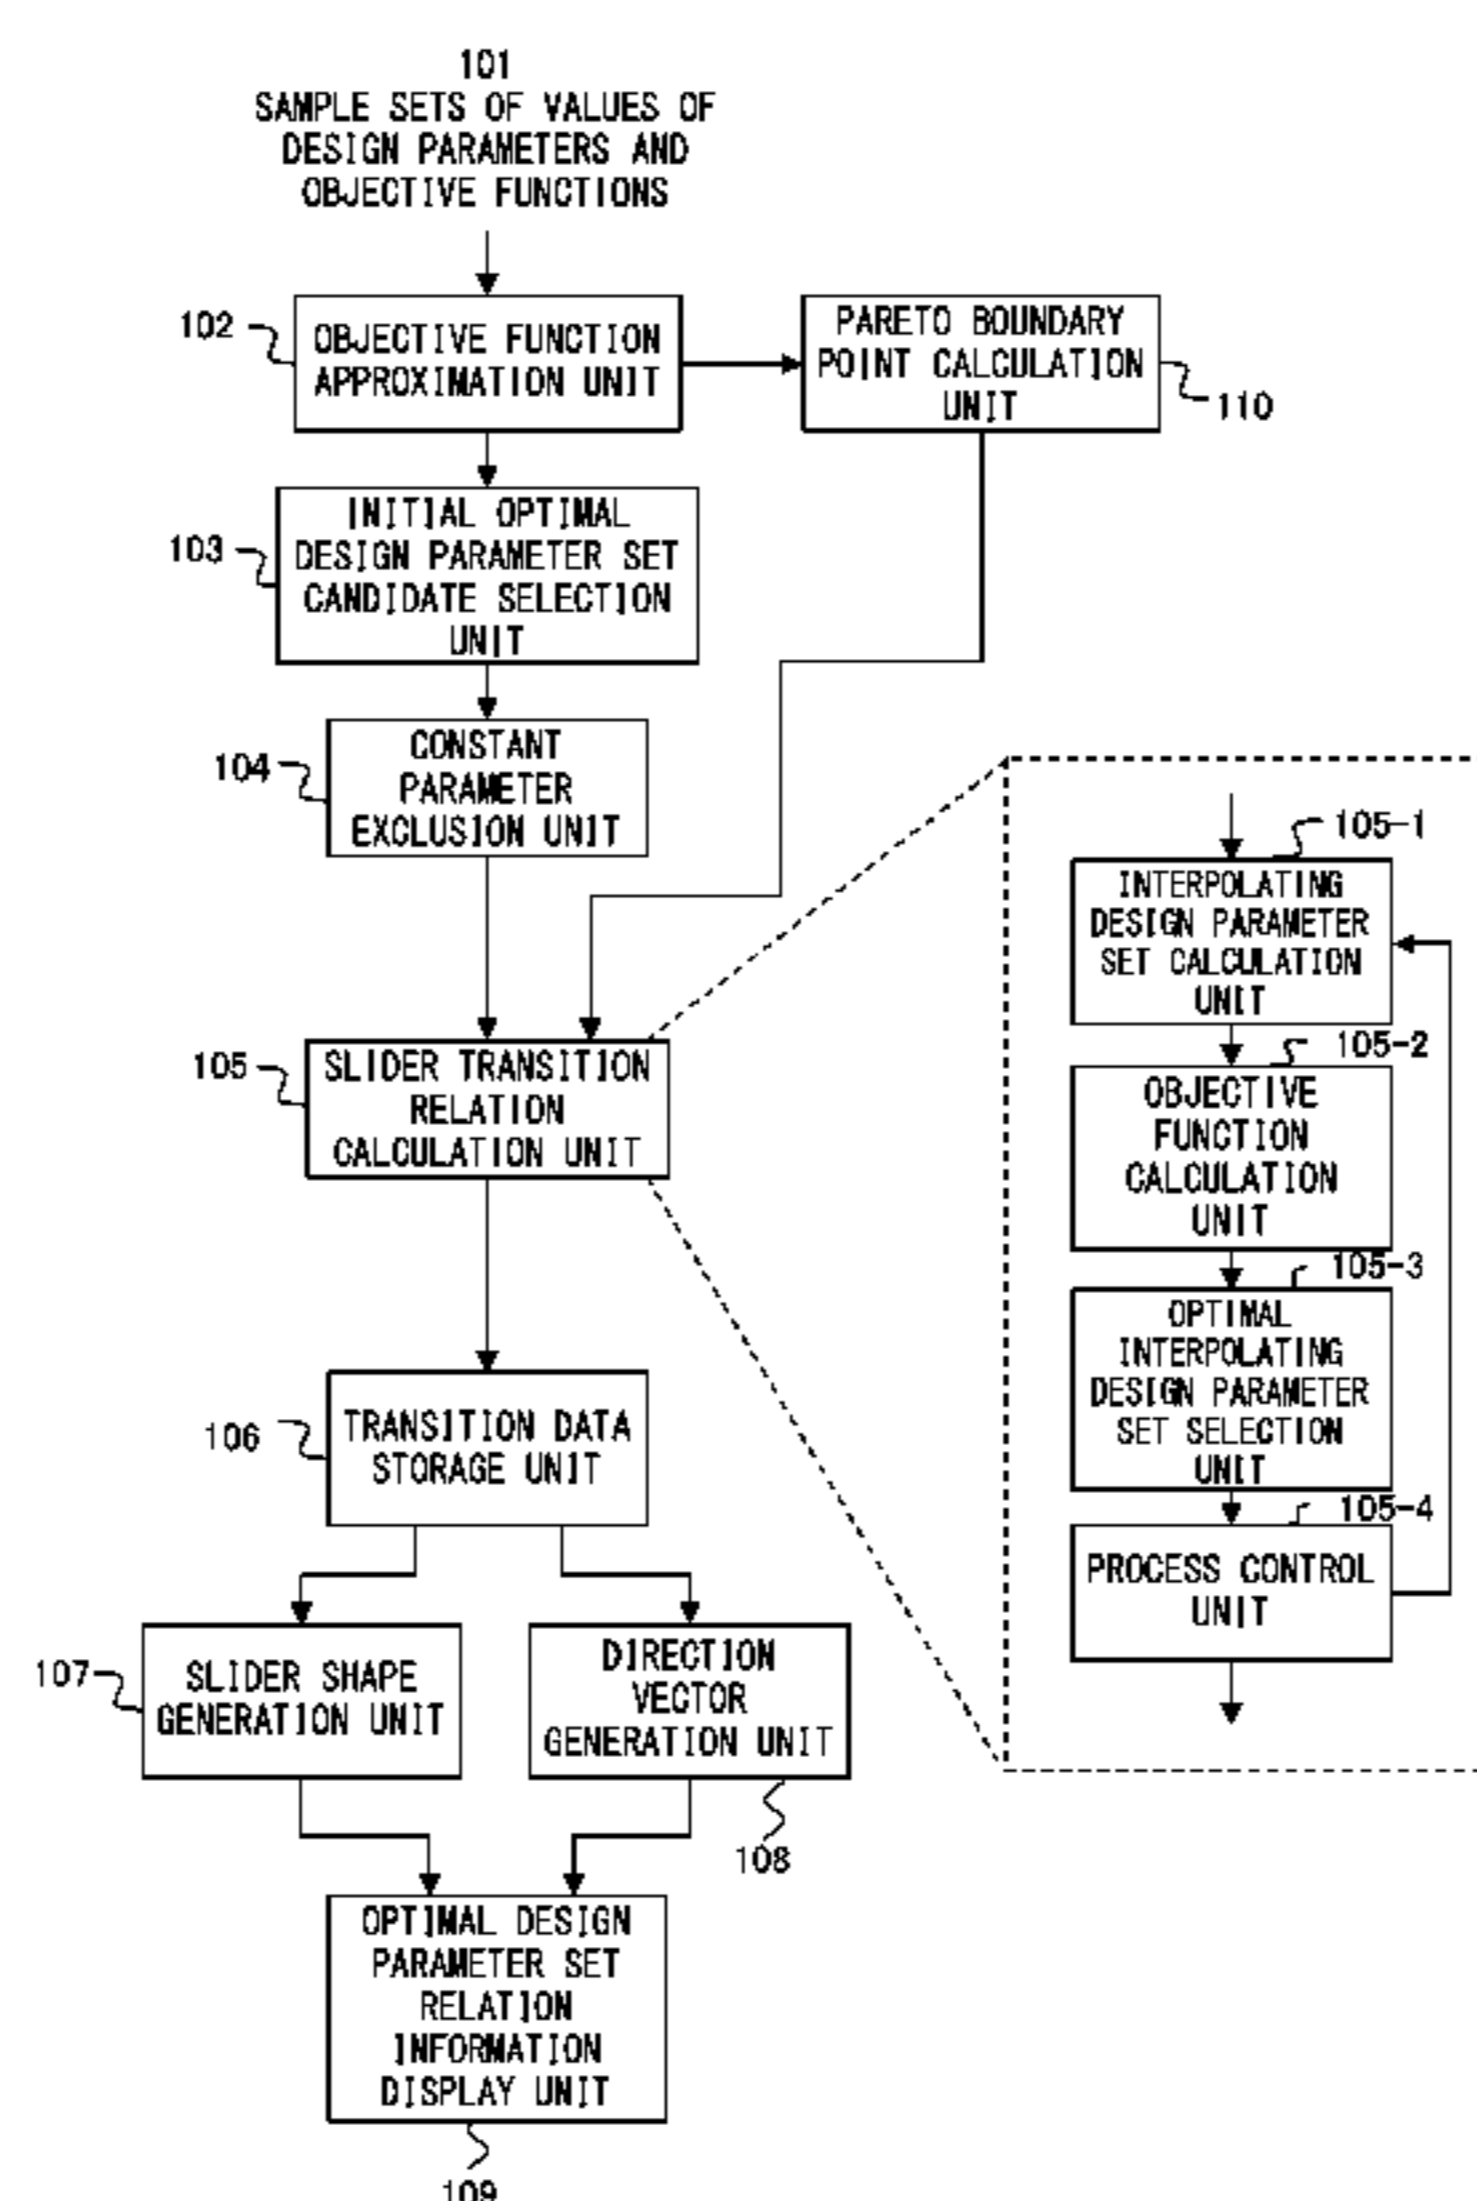 101
SAMPLE SETS OF VALUES OF
DESIGN PARAMETERS AND
OBJECTIVE FUNCTIONS
102
OBJECTIVE FUNCTION
APPROXIMATION UNIT
PARETO BOUNDARY
POINT CALCULATION
UNIT
110
103
INITIAL OPTIMAL
DESIGN PARAMETER SET
CANDIDATE SELECTION
UNIT
104
CONSTANT
PARAMETER
EXCLUSION UNIT
105
SLIDER TRANSITION
RELATION
CALCULATION UNIT
105-1
INTERPOLATING
DESIGN PARAMETER
SET CALCULATION
UNIT
105-2
OBJECTIVE
FUNCTION
CALCULATION
UNIT
105-3
OPTIMAL
INTERPOLATING
DESIGN PARAMETER
SET SELECTION
UNIT
105-4
PROCESS CONTROL
UNIT
106
TRANSITION DATA
STORAGE UNIT
107
SLIDER SHAPE
GENERATION UNIT
DIRECTION
VECTOR
GENERATION UNIT
108
OPTIMAL DESIGN
PARAMETER SET
RELATION
INFORMATION
DISPLAY UNIT
109